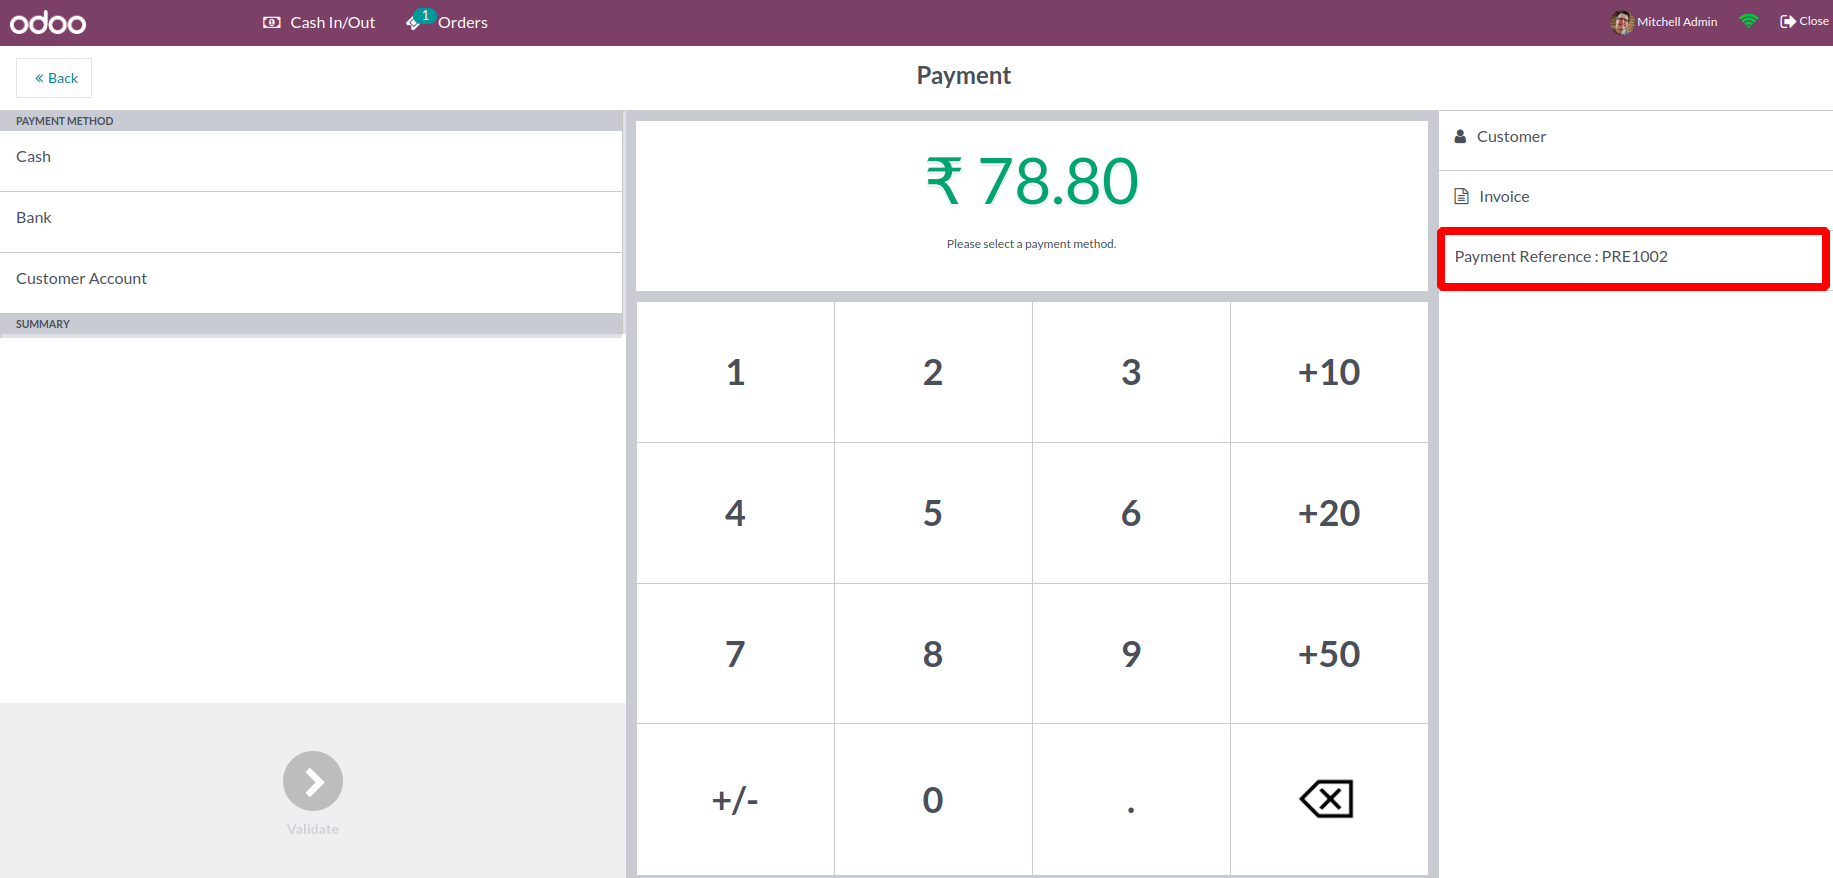 odoo
Cash In/Out
1
Orders
Mitchell Admin
Close
« Back
Payment
PAYMENT METHOD
Cash
Bank
Customer Account
SUMMARY
Validate
₹ 78.80
Please select a payment method.
1 2 3 +10
4 5 6 +20
7 8 9 +50
+/- 0 .
Customer
Invoice
Payment Reference : PRE1002